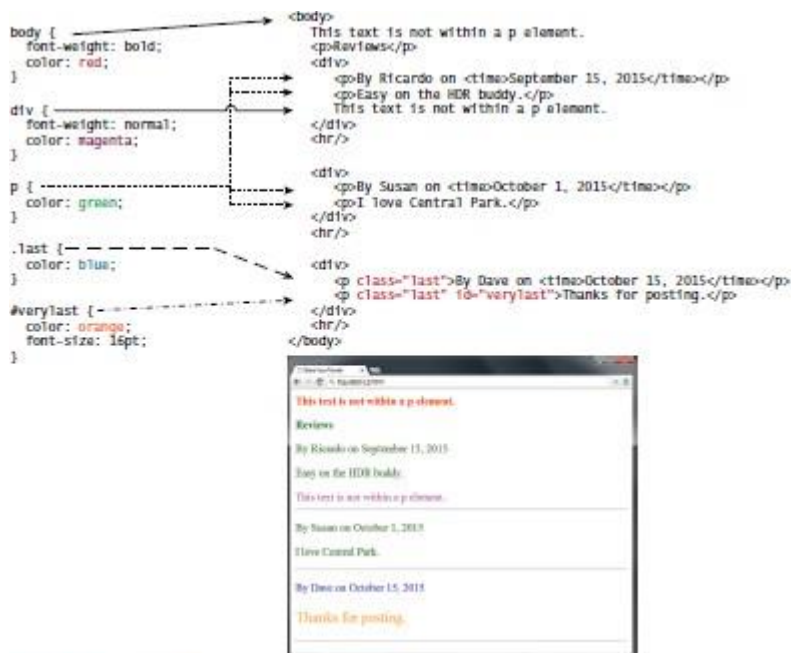 body {
font-weight: bold;
color: red;
}
div {
font-weight: normal;
color: magenta;
}
p {
color: green;
}
.last {
color: blue;
}
#verylast {
color: orange;
font-size: 16pt;
}
<body>
This text is not within a p element.
<p>Reviews</p>
<div>
<p>By Ricardo on <time>September 15, 2015</time></p>
<p>Easy on the HDR buddy.</p>
This text is not within a p element.
</div>
<hr/>
<div>
<p>By Susan on <time>October 1, 2015</time></p>
<p>I love Central Park.</p>
</div>
<hr/>
<div>
<p class="last">By Dave on <time>October 15, 2015</time></p>
<p class="last" id="verylast">Thanks for posting.</p>
</div>
<hr/>
</body>
This text is not within a p element.
Reviews
By Ricardo on September 15, 2015
Easy on the HDR buddy.
This text is not within a p element.
By Susan on October 1, 2015
I love Central Park.
By Dave on October 15, 2015
Thanks for posting.